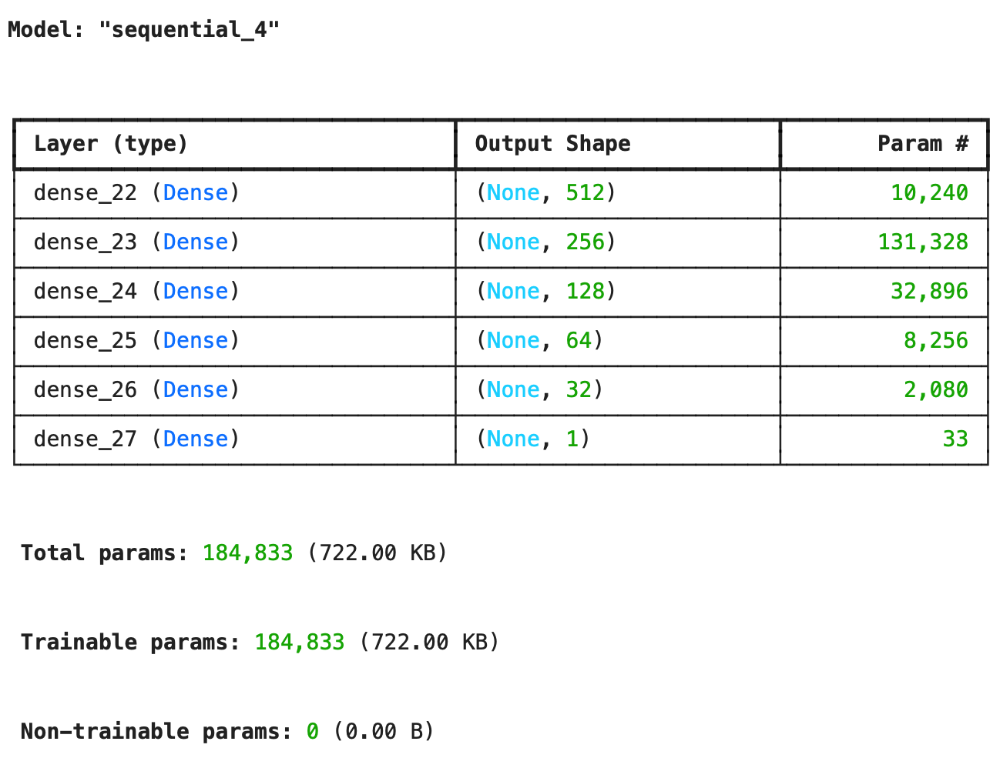 Model: "sequential_4"
Layer (type) Output Shape Param #
dense_22 (Dense) (None, 512) 10,240
dense_23 (Dense) (None, 256) 131,328
dense_24 (Dense) (None, 128) 32,896
dense_25 (Dense) (None, 64) 8,256
dense_26 (Dense) (None, 32) 2,080
dense_27 (Dense) (None, 1) 33
Total params: 184,833 (722.00 KB)
Trainable params: 184,833 (722.00 KB)
Non-trainable params: 0 (0.00 B)